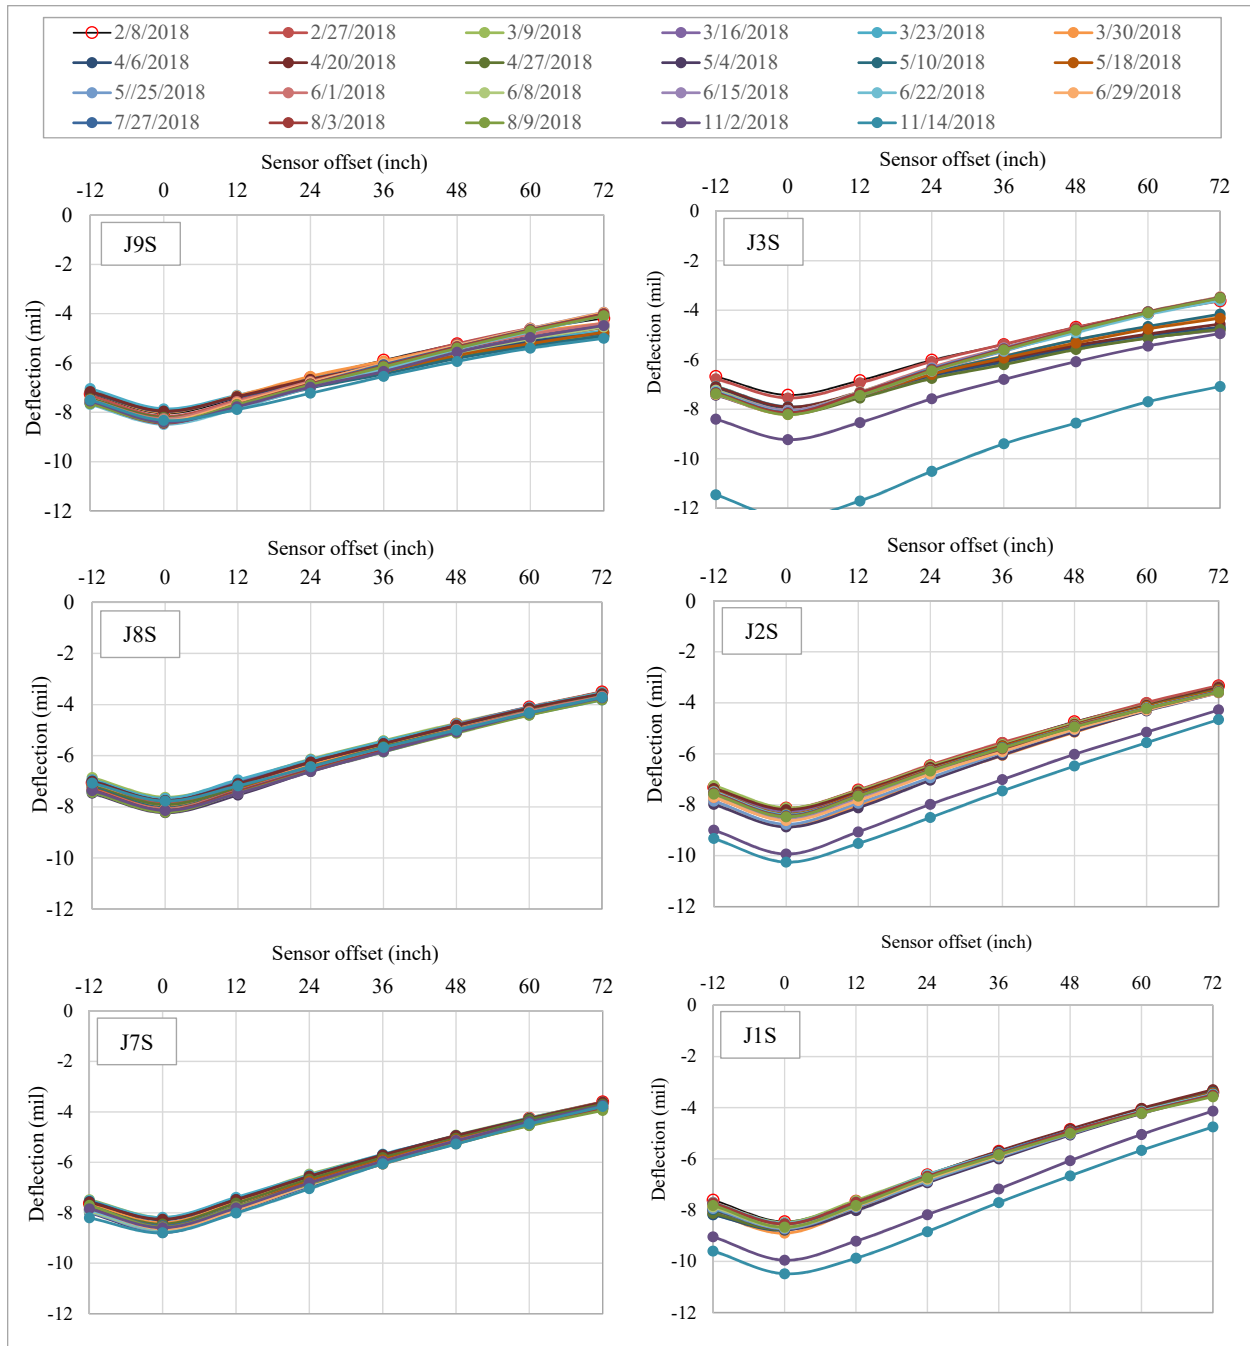 2/8/2018 2/27/2018 3/9/2018 3/16/2018 3/23/2018 3/30/2018
4/6/2018 4/20/2018 4/27/2018 5/4/2018 5/10/2018 5/18/2018
5//25/2018 6/1/2018 6/8/2018 6/15/2018 6/22/2018 6/29/2018
7/27/2018 8/3/2018 8/9/2018 11/2/2018 11/14/2018
Sensor offset (inch)
-12 0 12 24 36 48 60 72
0
-2
-4
-6
-8
-10
-12
Deflection (mil)
J9S
Sensor offset (inch)
-12 0 12 24 36 48 60 72
0
-2
-4
-6
-8
-10
-12
Deflection (mil)
J3S
Sensor offset (inch)
-12 0 12 24 36 48 60 72
0
-2
-4
-6
-8
-10
-12
Deflection (mil)
J8S
Sensor offset (inch)
-12 0 12 24 36 48 60 72
0
-2
-4
-6
-8
-10
-12
Deflection (mil)
J2S
Sensor offset (inch)
-12 0 12 24 36 48 60 72
0
-2
-4
-6
-8
-10
-12
Deflection (mil)
J7S
Sensor offset (inch)
-12 0 12 24 36 48 60 72
0
-2
-4
-6
-8
-10
-12
Deflection (mil)
J1S